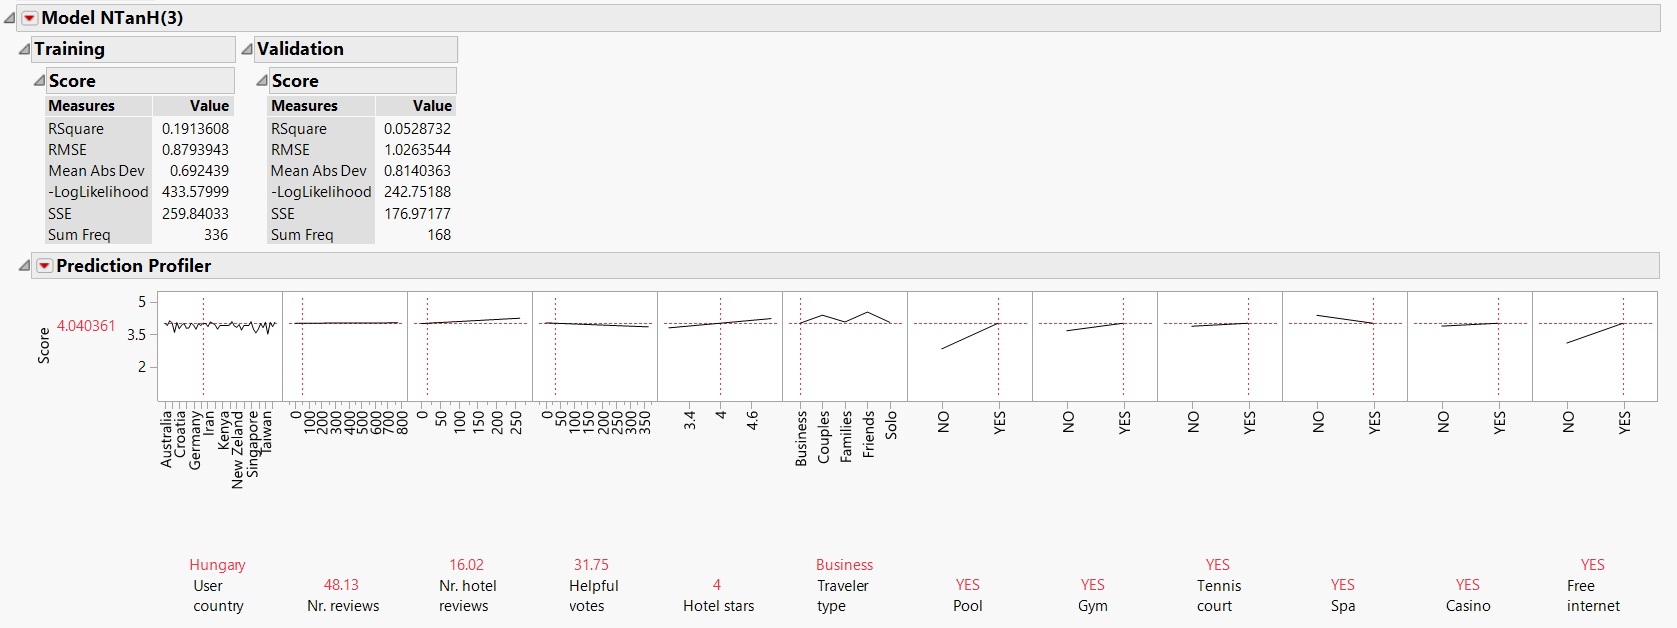 Model NTanH(3)
Training
Validation
Score
Score
Measures Value
Measures Value
RSquare 0.1913608
RSquare 0.0528732
RMSE 0.8793943
RMSE 1.0263544
Mean Abs Dev 0.692439
Mean Abs Dev 0.8140363
-LogLikelihood 433.57999
-LogLikelihood 242.75188
SSE 259.84033
SSE 176.97177
Sum Freq 336
Sum Freq 168
Prediction Profiler
Score
4.040361
5
3.5
2
Australia
Croatia
Germany
Iran
Kenya
New Zeland
Singapore
Taiwan
0 100 200 300 400 500 600 700 800
0 50 100 150 200 250
0 50 100 150 200 250 300 350
3.4 4 4.6
Business
Couples
Families
Friends
Solo
NO YES
NO YES
NO YES
NO YES
NO YES
NO YES
Hungary
User
country
48.13
Nr. reviews
16.02
Nr. hotel
reviews
31.75
Helpful
votes
4
Hotel stars
Business
Traveler
type
YES
Pool
YES
Gym
YES
Tennis
court
YES
Spa
YES
Casino
YES
Free
internet